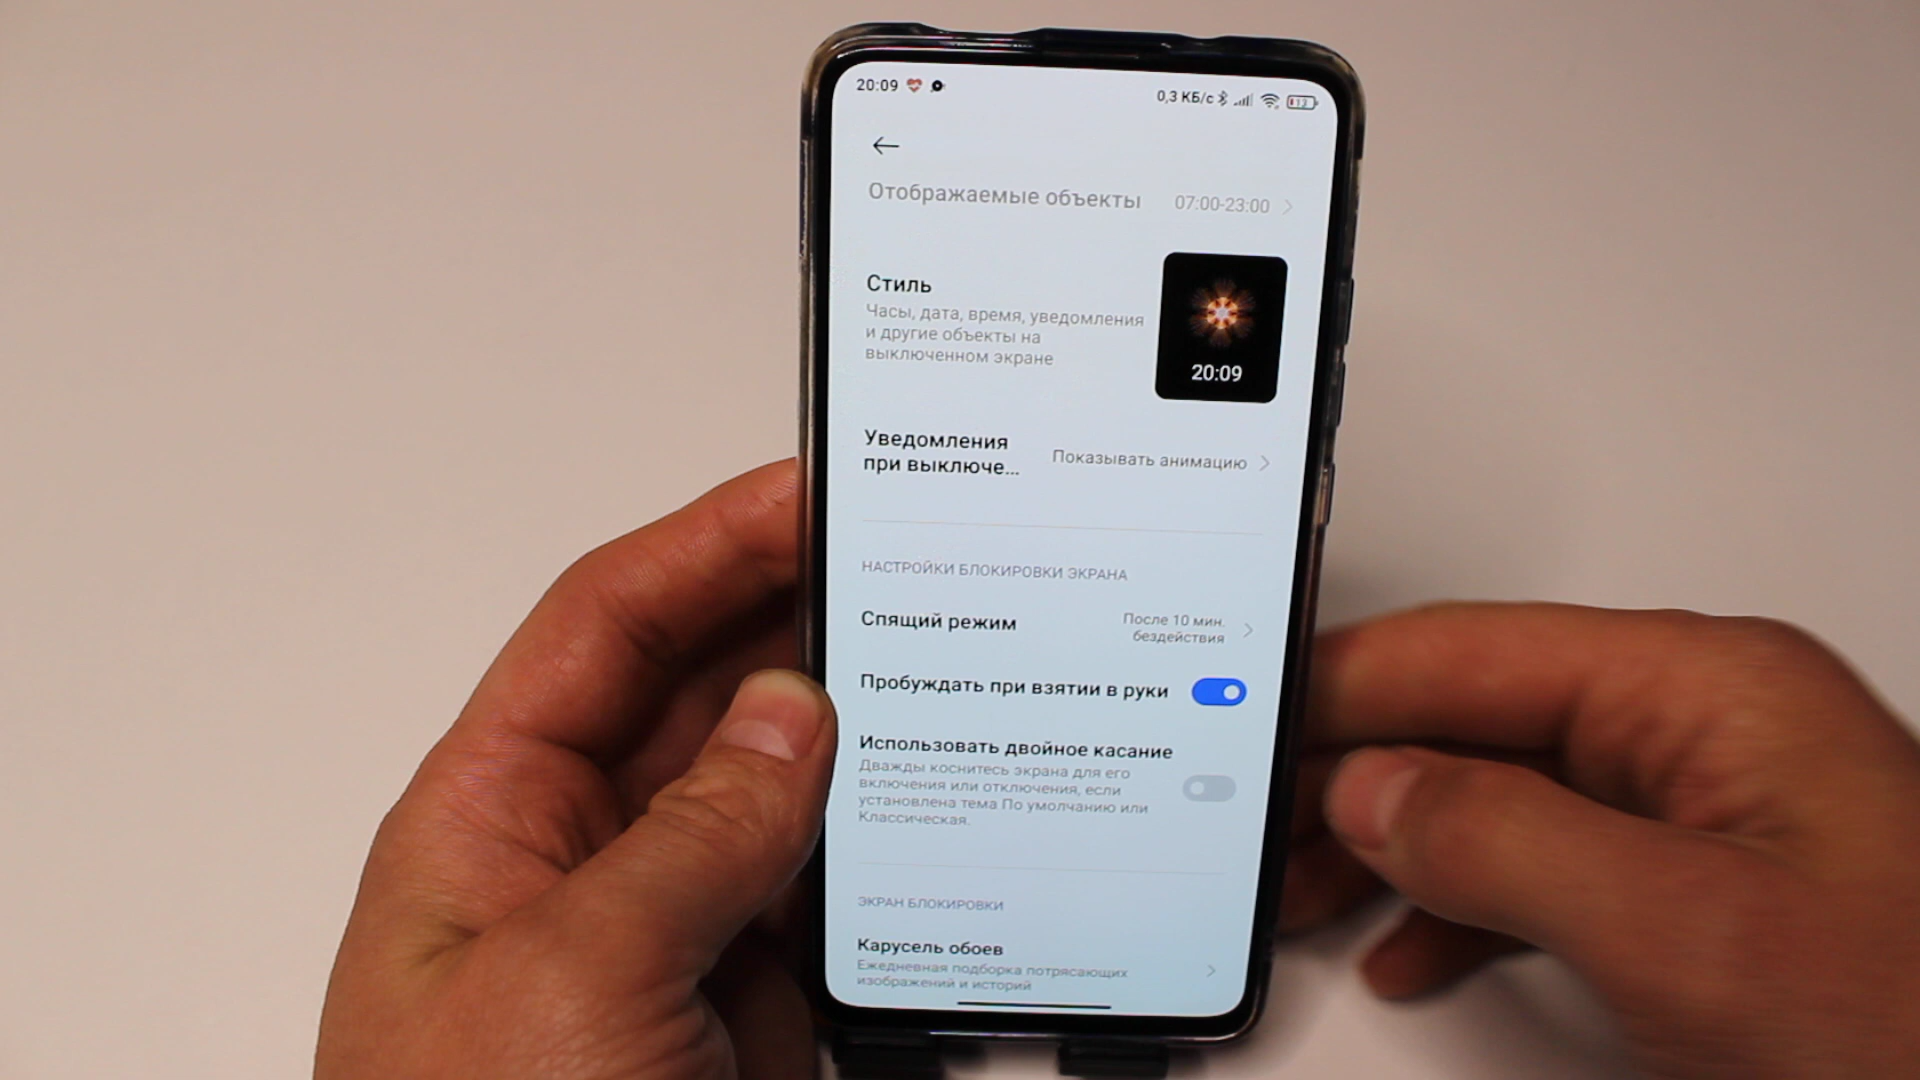 20:09
0,3 КБ/с
12
Отображаемые объекты
07:00-23:00
Стиль
Часы, дата, время, уведомления
и другие объекты на
выключенном экране
20:09
Уведомления
при выключе...
Показывать анимацию
НАСТРОЙКИ БЛОКИРОВКИ ЭКРАНА
Спящий режим
После 10 мин.
бездействия
Пробуждать при взятии в руки
Использовать двойное касание
Дважды коснитесь экрана для его
включения или отключения, если
установлена тема По умолчанию или
Классическая.
ЭКРАН БЛОКИРОВКИ
Карусель обоев
Ежедневная подборка потрясающих
изображений и историй